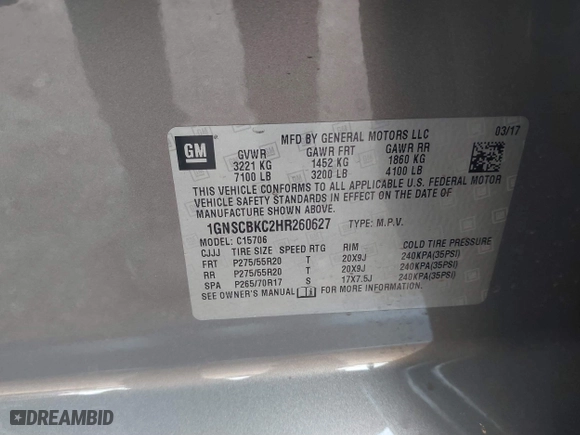 GM
MFD BY GENERAL MOTORS LLC 03/17
GVWR GAWR FRT GAWR RR
3221 KG 1452 KG 1860 KG
7100 LB 3200 LB 4100 LB
THIS VEHICLE CONFORMS TO ALL APPLICABLE U.S. FEDERAL MOTOR
VEHICLE SAFETY STANDARDS IN EFFECT ON THE DATE OF
MANUFACTURE SHOWN ABOVE.
1GNSCBKC2HR260627 TYPE: M.P.V.
MODEL: C15706
CJJJ TIRE SIZE SPEED RTG RIM COLD TIRE PRESSURE
FRT P275/55R20 T 20X9J 240KPA(35PSI)
RR P275/55R20 T 20X9J 240KPA(35PSI)
SPA P265/70R17 S 17X7.5J 240KPA(35PSI)
SEE OWNER'S MANUAL FOR MORE INFORMATION.
DREAMBID